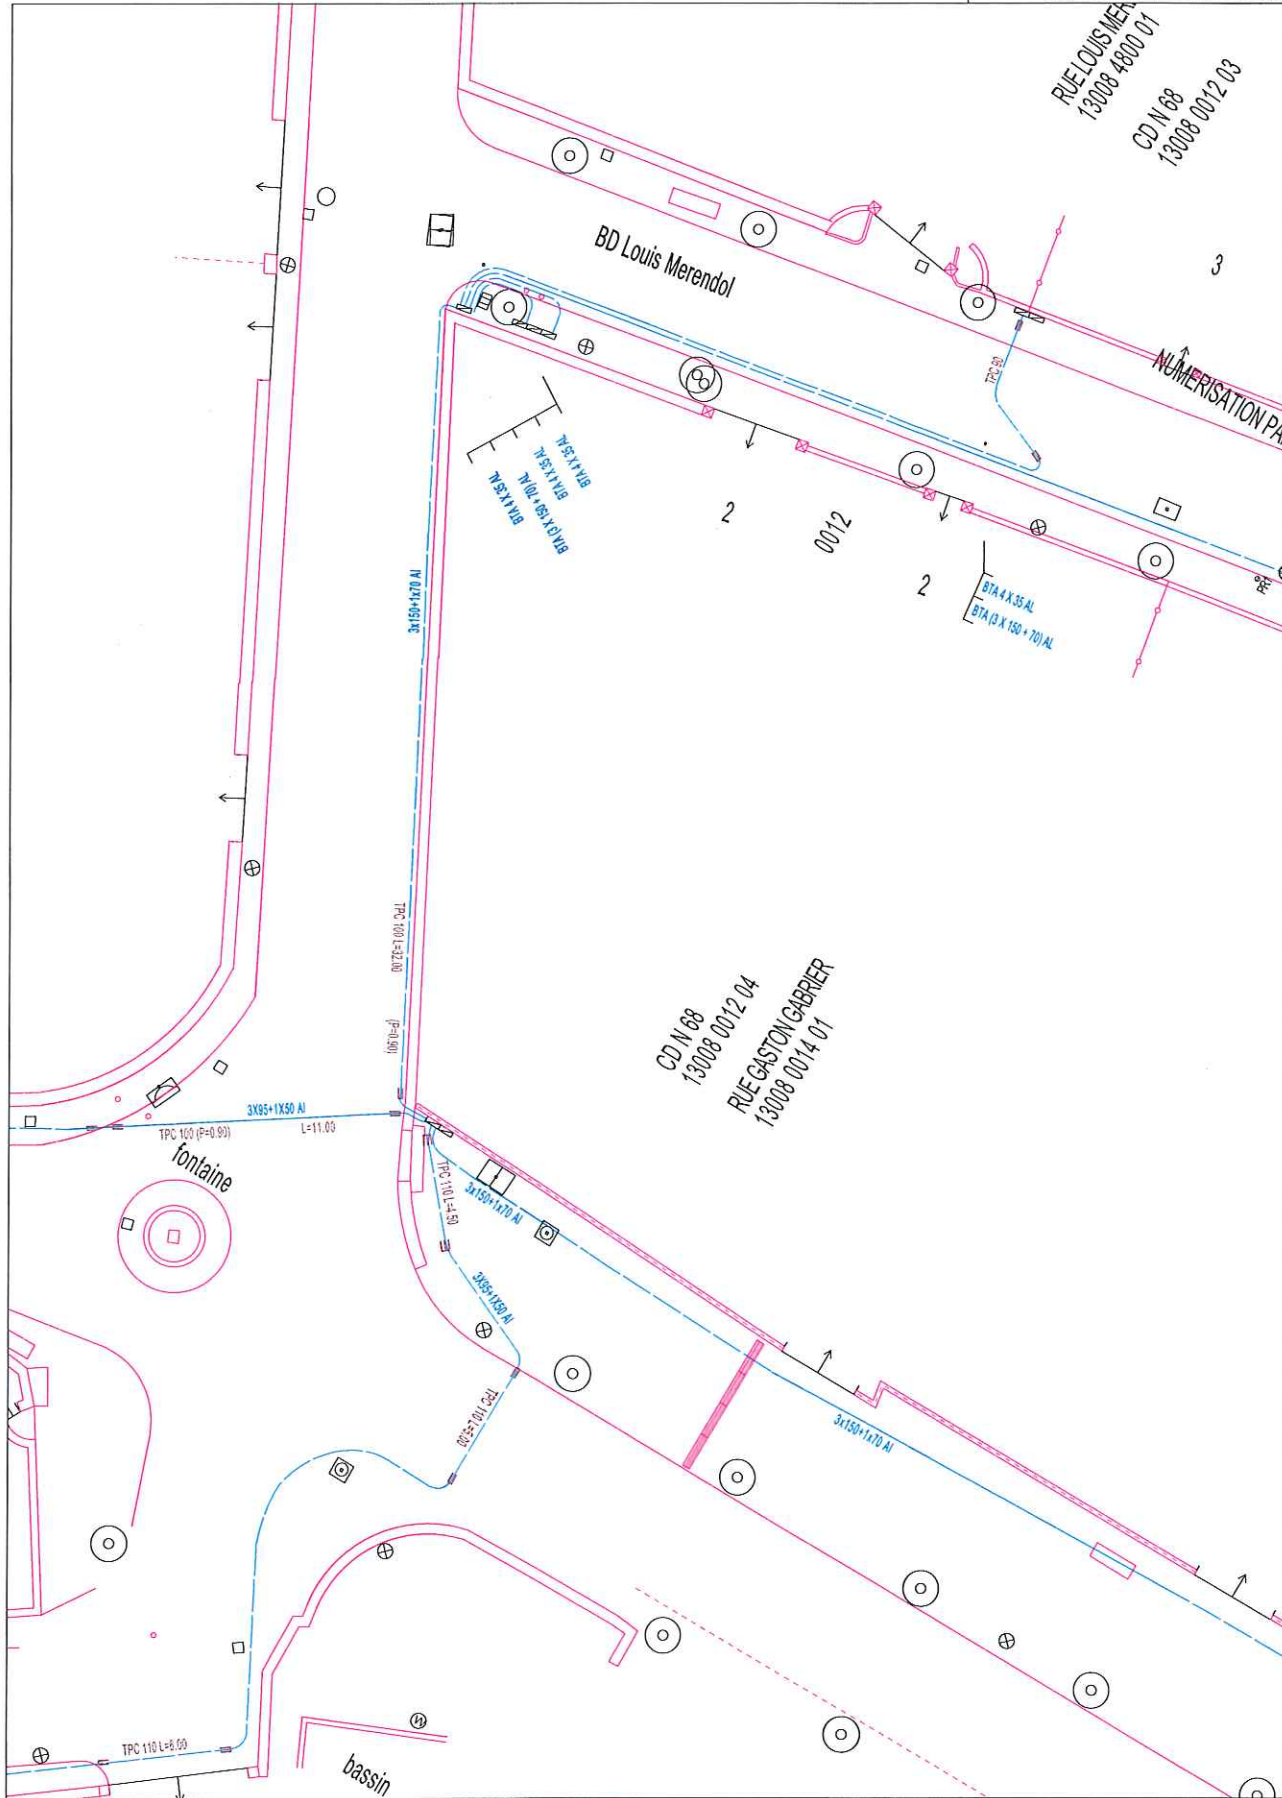 RUE LOUIS MER
13008 4800 01
CD N 68
13008 0012 03
BD Louis Merendol
3
NUMERISATION PA
TPC 90
BTA 4 X 35 AL
BTA 4 X 35 AL
BTA (3 X 150 + 70) AL
BTA 4 X 35 AL
2
0012
2
BTA 4 X 35 AL
BTA (3 X 150 + 70) AL
PR1
3x150+1x70 Al
TPC 100 L=32.00
(P=0.90)
CD N 68
13008 0012 04
RUE GASTON GABRIER
13008 0014 01
3X95+1X50 Al
TPC 100 (P=0.90)
L=11.00
fontaine
TPC 110 L=4.50
3x150+1x70 Al
3X95+1X50 Al
TPC 110 L=5.00
3x150+1x70 Al
TPC 110 L=6.00
bassin